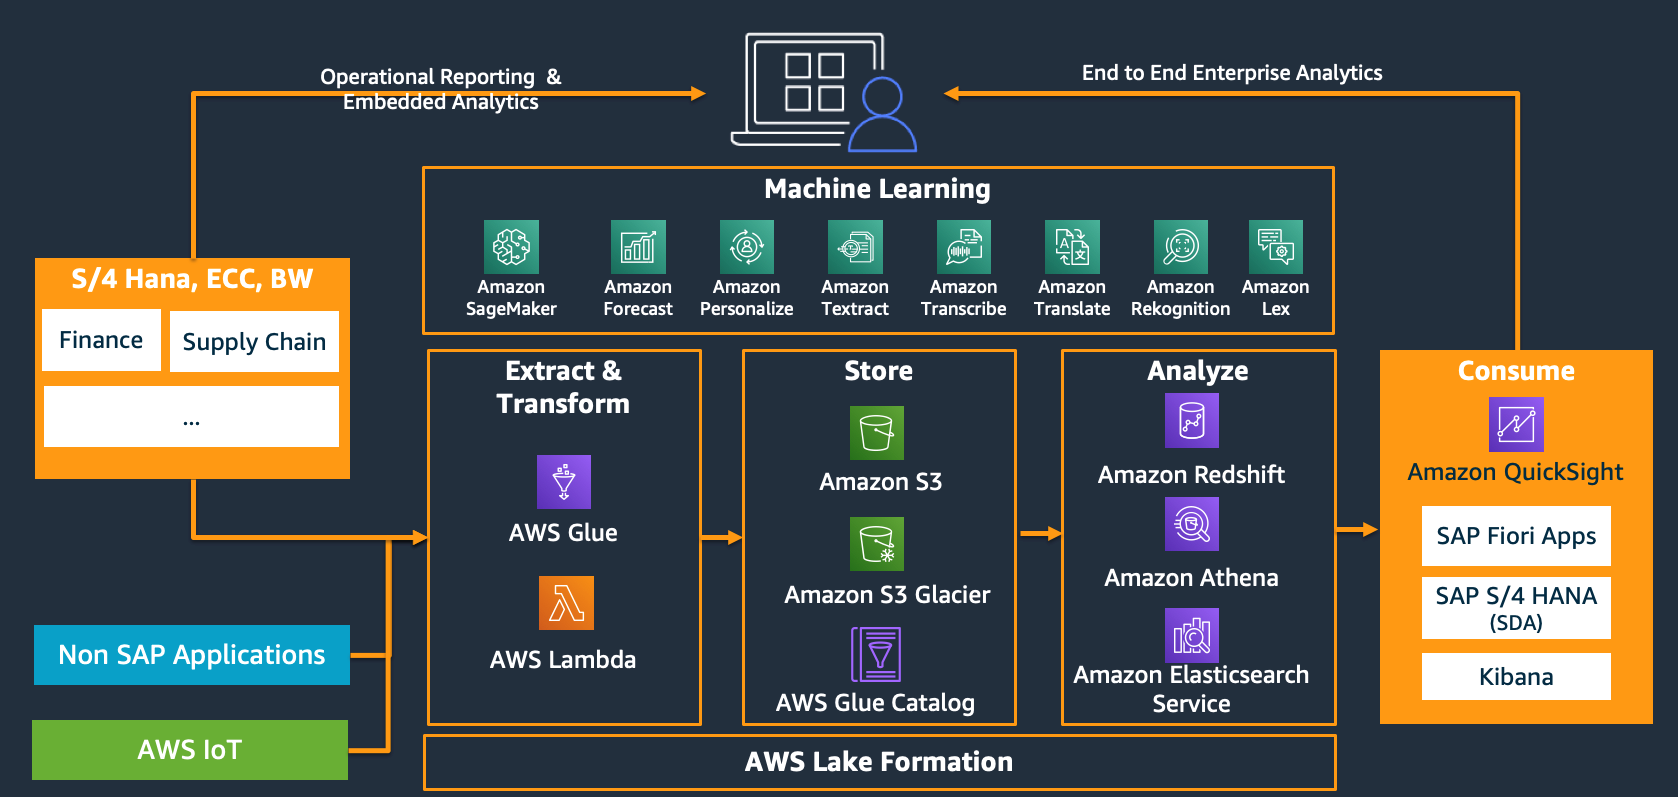 Operational Reporting &
Embedded Analytics
End to End Enterprise Analytics
Machine Learning
Amazon
SageMaker
Amazon
Forecast
Amazon
Personalize
Amazon
Textract
Amazon
Transcribe
Amazon
Translate
Amazon
Rekognition
Amazon
Lex
S/4 Hana, ECC, BW
Finance
Supply Chain
...
Non SAP Applications
AWS IoT
Extract &
Transform
AWS Glue
AWS Lambda
Store
Amazon S3
Amazon S3 Glacier
AWS Glue Catalog
Analyze
Amazon Redshift
Amazon Athena
Amazon Elasticsearch
Service
Consume
Amazon QuickSight
SAP Fiori Apps
SAP S/4 HANA
(SDA)
Kibana
AWS Lake Formation